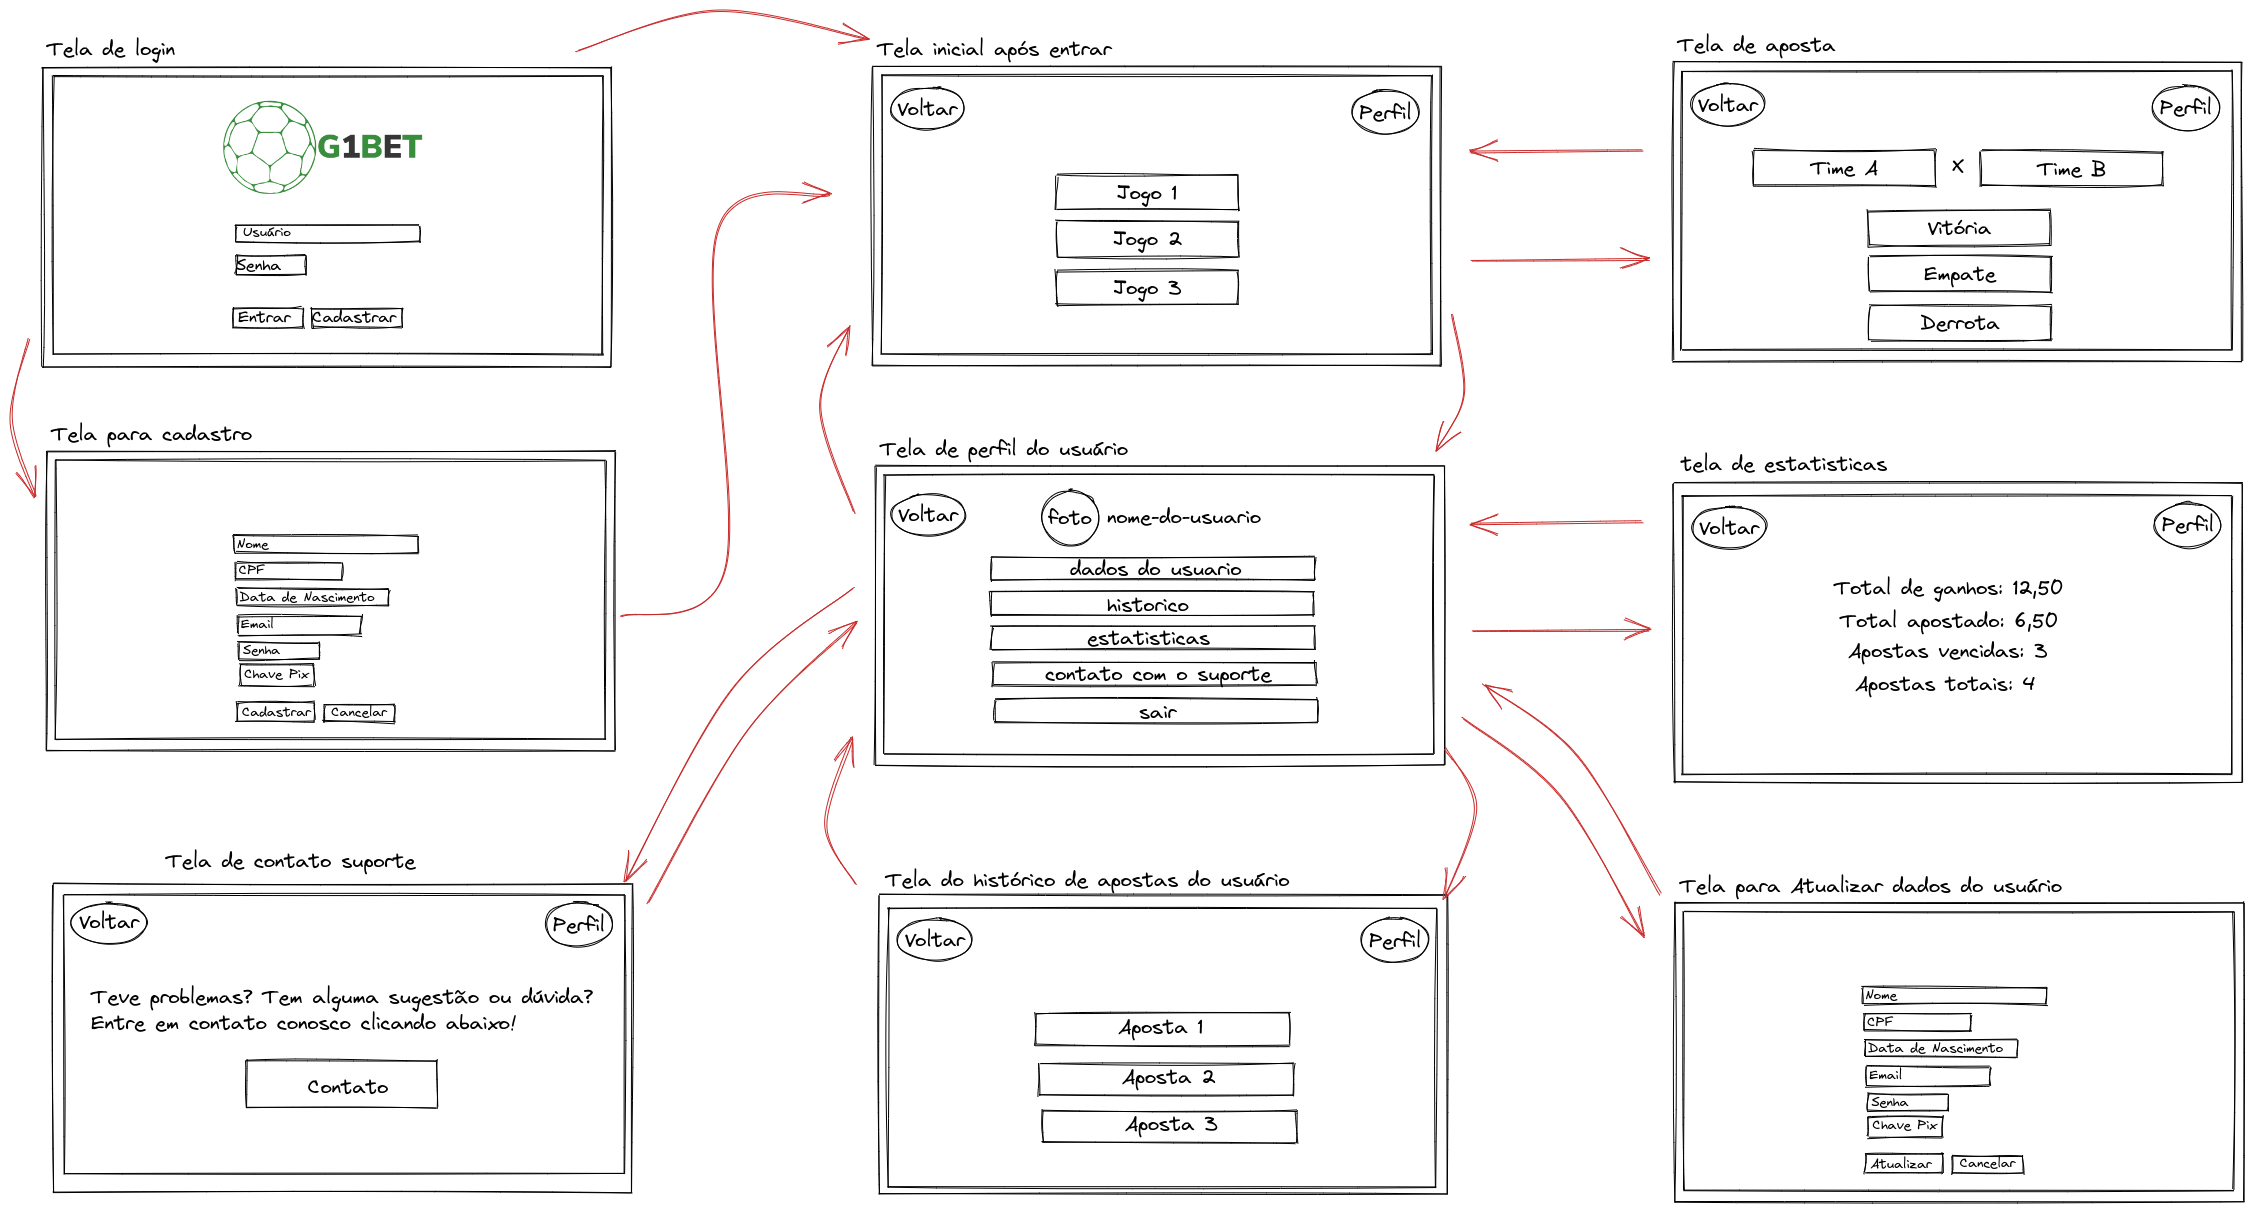 Tela de login
G1BET
Usuário
Senha
Entrar
Cadastrar
Tela inicial após entrar
Voltar
Perfil
Jogo 1
Jogo 2
Jogo 3
Tela de aposta
Voltar
Perfil
Time A x Time B
Vitória
Empate
Derrota
Tela para cadastro
Nome
CPF
Data de Nascimento
Email
Senha
Chave Pix
Cadastrar
Cancelar
Tela de perfil do usuário
Voltar
foto
nome-do-usuario
dados do usuario
historico
estatisticas
contato com o suporte
sair
tela de estatisticas
Voltar
Perfil
Total de ganhos: 12,50
Total apostado: 6,50
Apostas vencidas: 3
Apostas totais: 4
Tela de contato suporte
Voltar
Perfil
Teve problemas? Tem alguma sugestão ou dúvida?
Entre em contato conosco clicando abaixo!
Contato
Tela do histórico de apostas do usuário
Voltar
Perfil
Aposta 1
Aposta 2
Aposta 3
Tela para Atualizar dados do usuário
Nome
CPF
Data de Nascimento
Email
Senha
Chave Pix
Atualizar
Cancelar